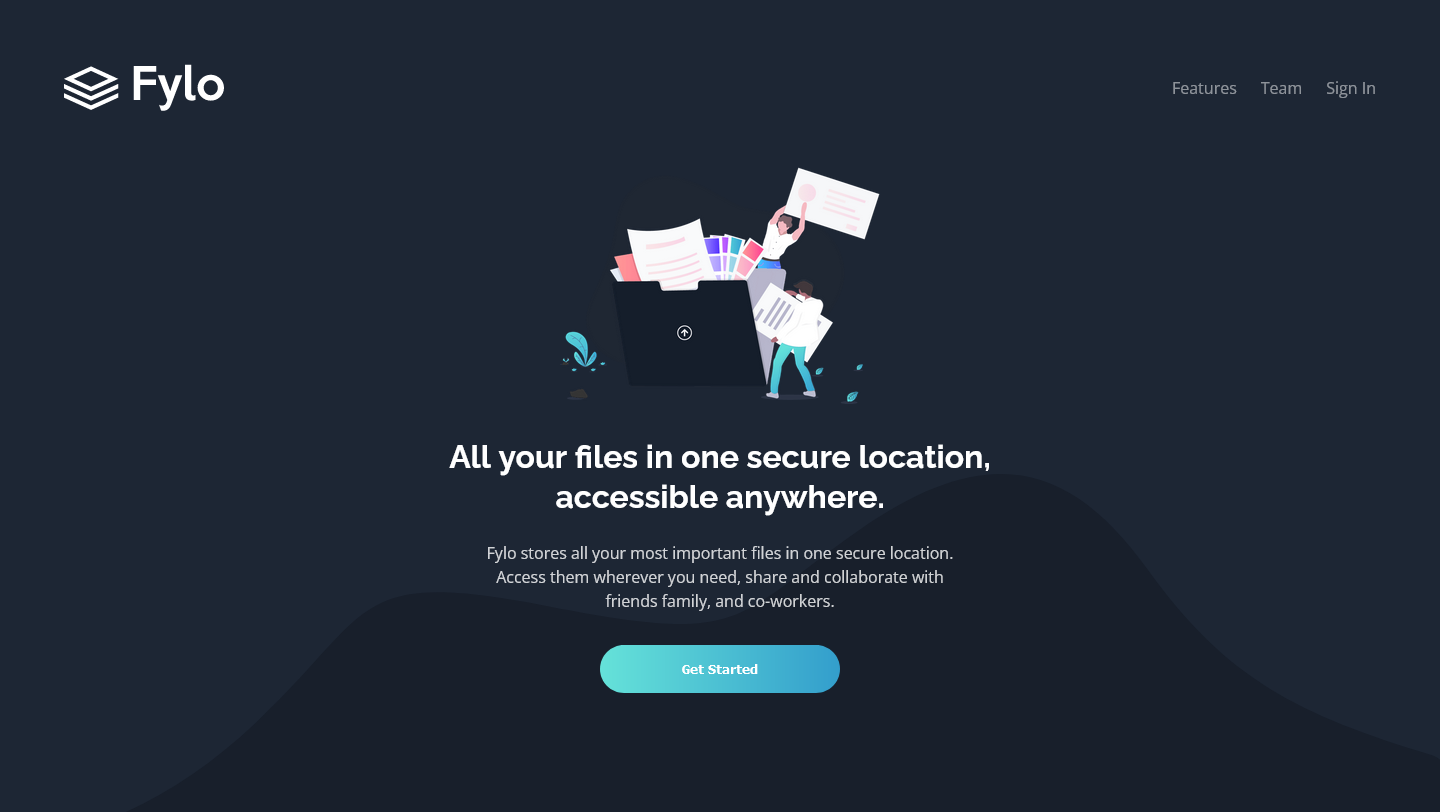 Fylo
Features Team Sign In
All your files in one secure location,
accessible anywhere.
Fylo stores all your most important files in one secure location.
Access them wherever you need, share and collaborate with
friends family, and co-workers.
Get Started